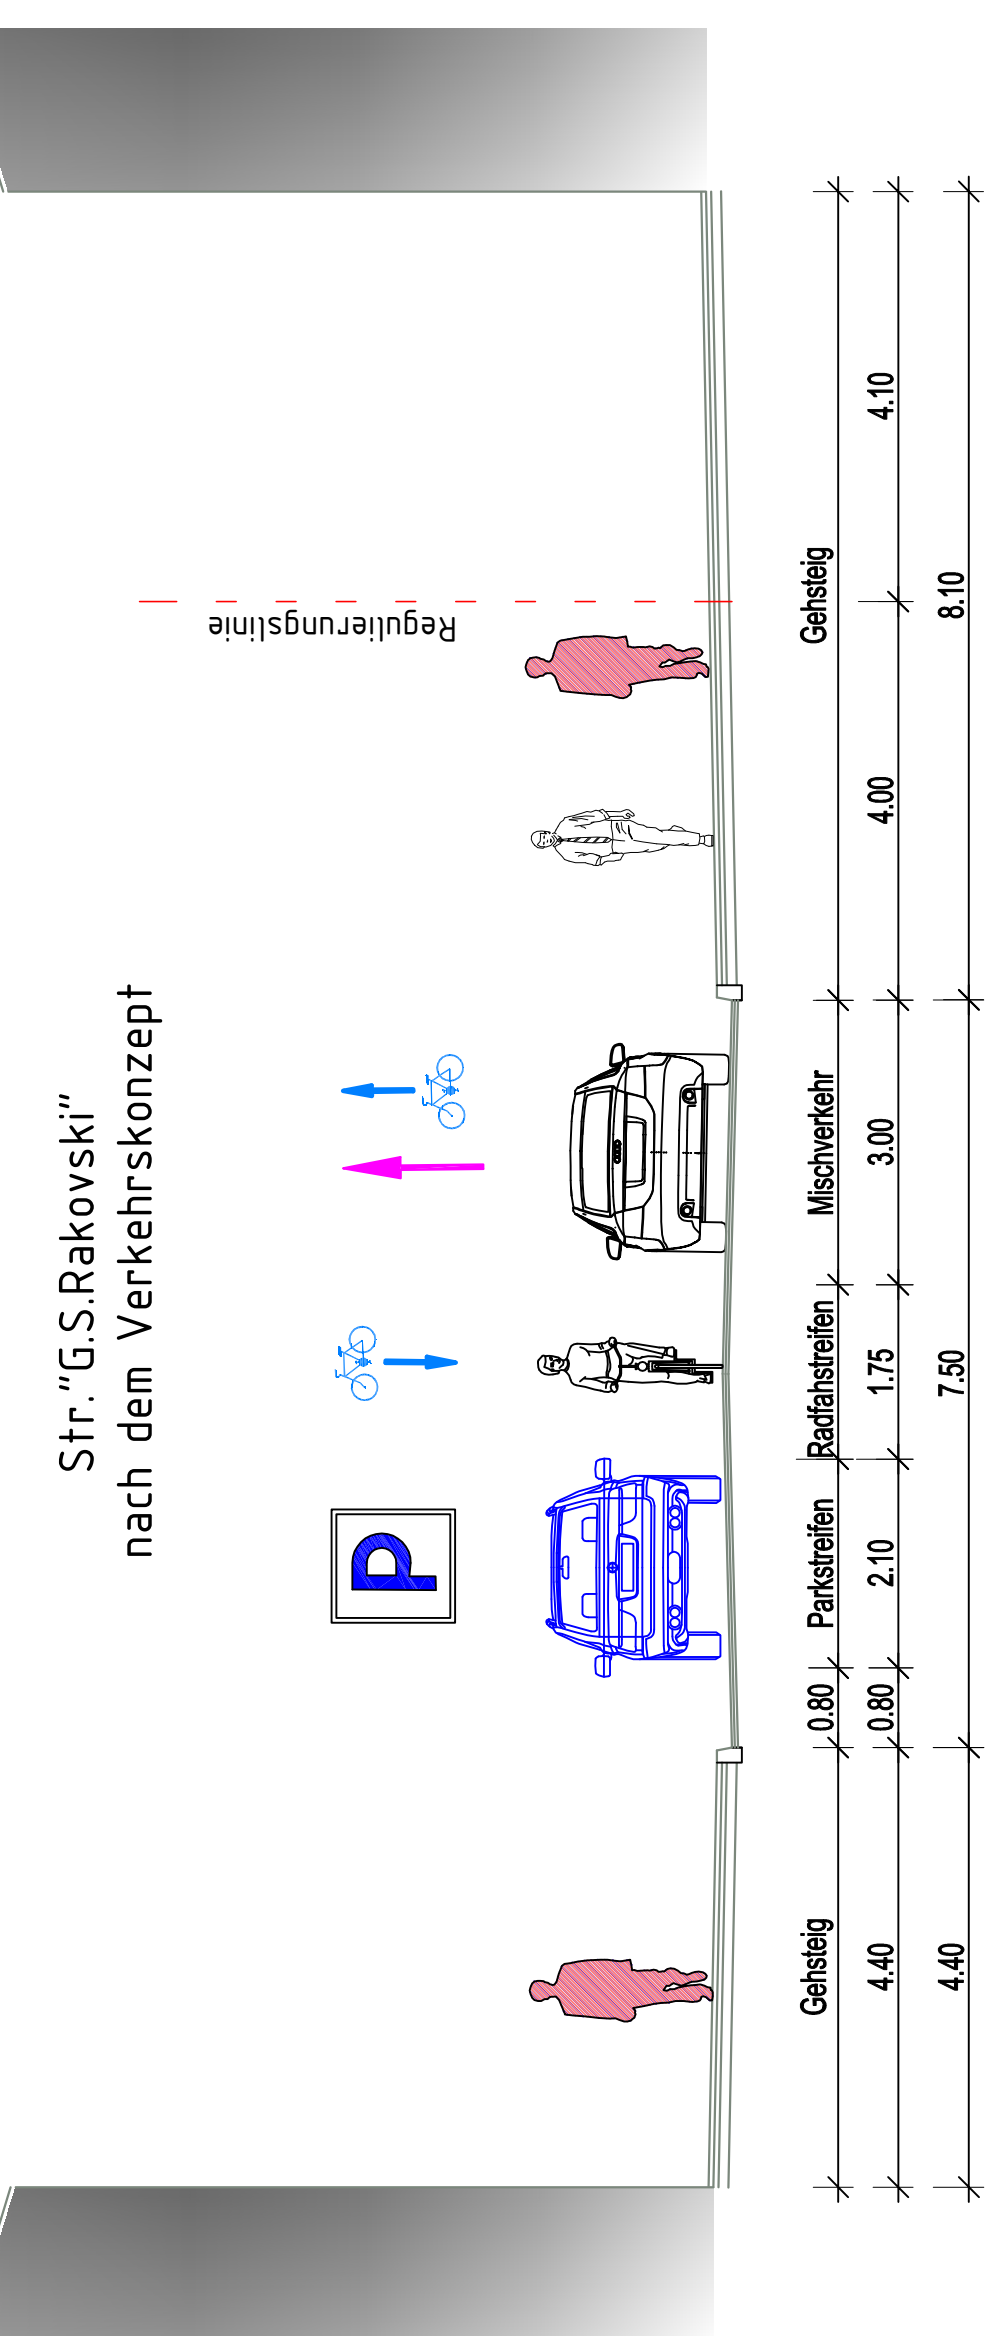 Str."G.S.Rakovski"
nach dem Verkehrskonzept
P
Regulierungslinie
Gehsteig
0.80
Parkstreifen
Radfahstreifen
Mischverkehr
Gehsteig
4.40
0.80
2.10
1.75
3.00
4.00
4.10
4.40
7.50
8.10